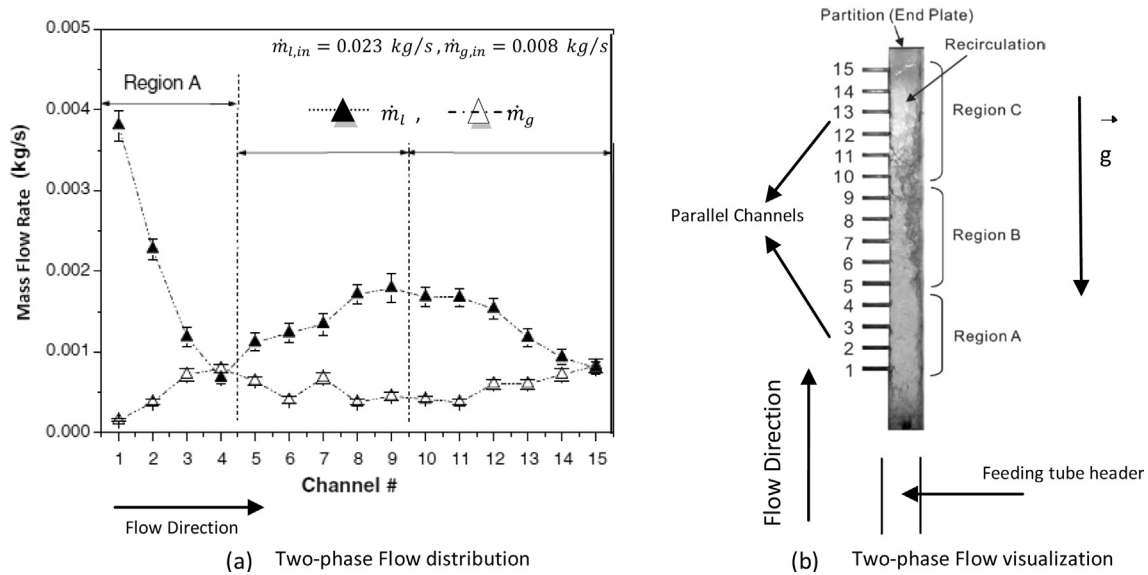 0.005
0.004
0.003
0.002
0.001
0.000
Mass Flow Rate (kg/s)
ṁ_{l,in} = 0.023 kg/s , ṁ_{g,in} = 0.008 kg/s
Region A
ṁ_l , ṁ_g
1 2 3 4 5 6 7 8 9 10 11 12 13 14 15
Channel #
Flow Direction
(a) Two-phase Flow distribution
Partition (End Plate)
Recirculation
15
14
13
12
11
10
9
8
7
6
5
4
3
2
1
Region C
Region B
Region A
Parallel Channels
g
Flow Direction
Feeding tube header
(b) Two-phase Flow visualization